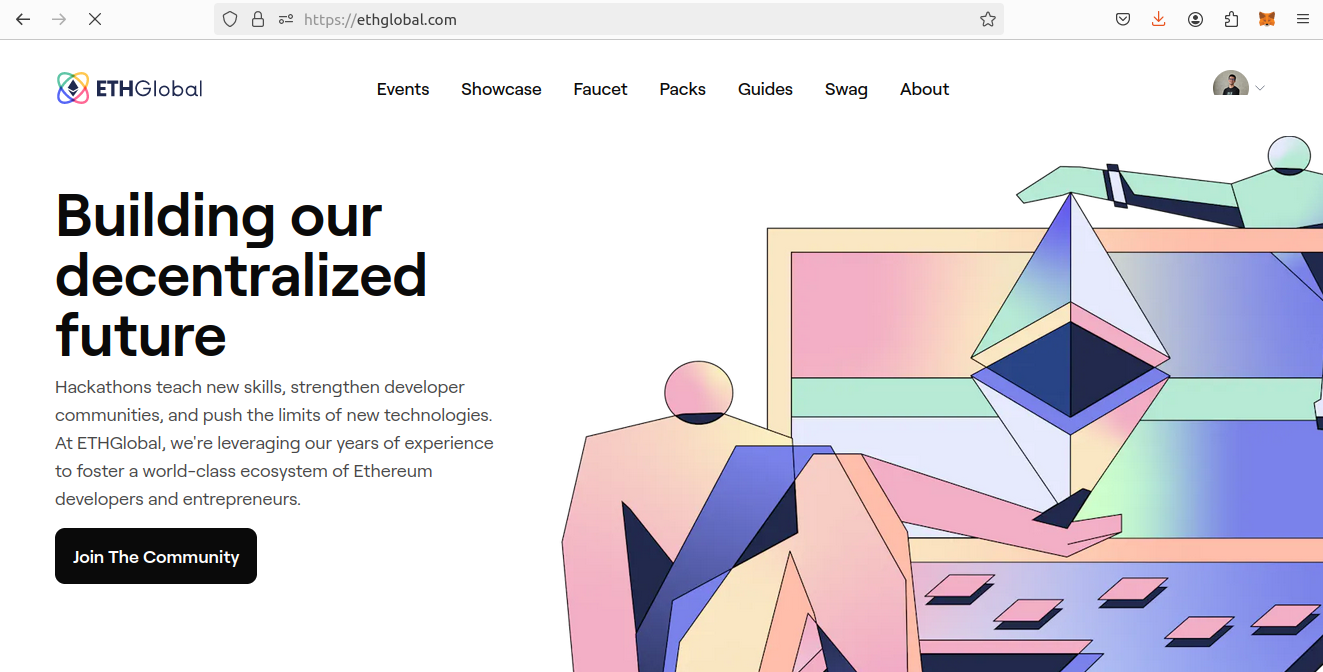 https://ethglobal.com
ETHGlobal
Events Showcase Faucet Packs Guides Swag About
Building our
decentralized
future
Hackathons teach new skills, strengthen developer
communities, and push the limits of new technologies.
At ETHGlobal, we're leveraging our years of experience
to foster a world-class ecosystem of Ethereum
developers and entrepreneurs.
Join The Community